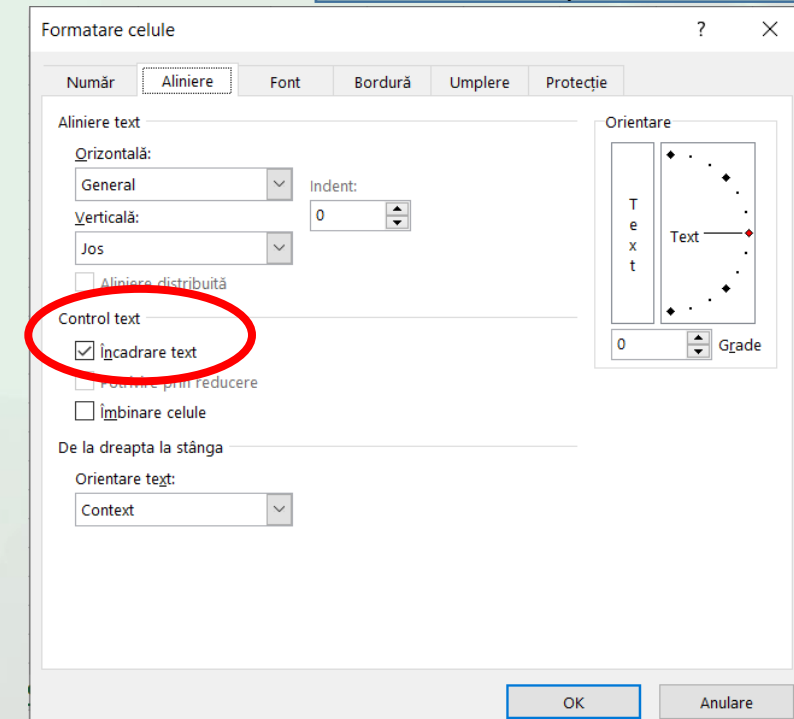 Formatare celule ?
Număr Aliniere Font Bordură Umplere Protecție
Aliniere text
Orizontală:
General
Indent:
0
Verticală:
Jos
Aliniere distribuită
Control text
Încadrare text
Potrivire prin reducere
Îmbinare celule
De la dreapta la stânga
Orientare text:
Context
Orientare
Text
Text
0 Grade
OK Anulare